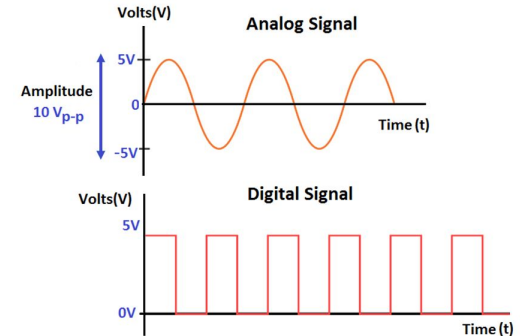 Volts(V)
Analog Signal
5V
Amplitude
10 Vp-p
0
Time (t)
-5V
Volts(V)
Digital Signal
5V
0V
Time (t)